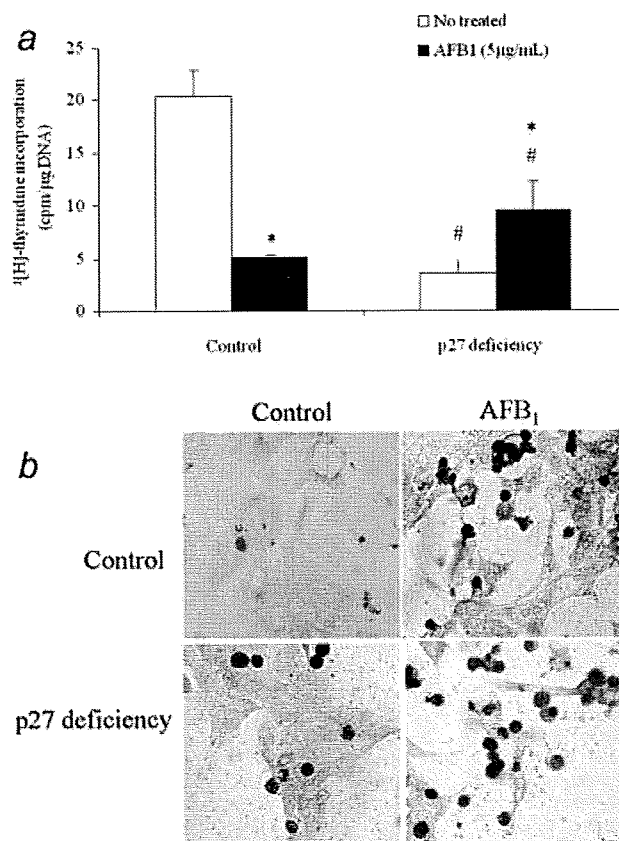 a
No treated
AFB1 (5µg/mL)
³[H]-thymidine incorporation
(cpm/µg DNA)
25
20
15
10
5
0
*
#
*
#
Control
p27 deficiency
b
Control
AFB₁
Control
p27 deficiency